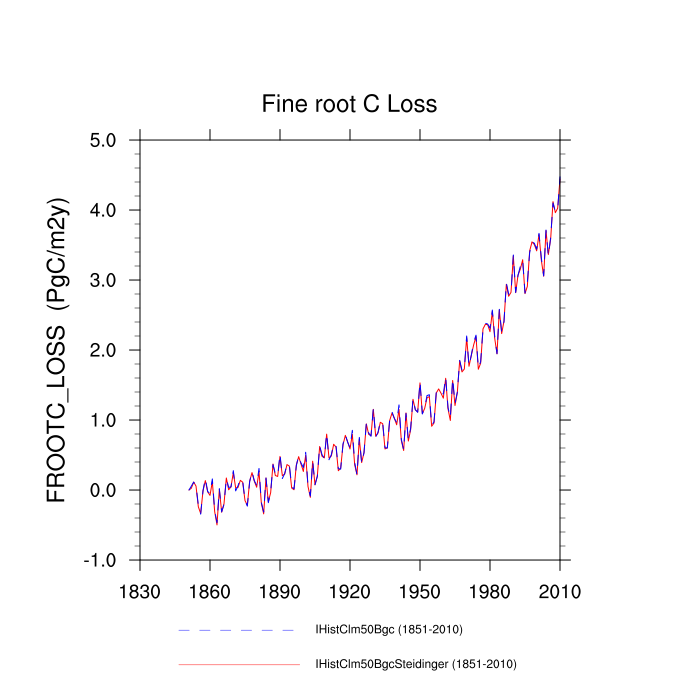 Fine root C Loss
FROOTC_LOSS (PgC/m2y)
5.0
4.0
3.0
2.0
1.0
0.0
-1.0
1830 1860 1890 1920 1950 1980 2010
IHistClm50Bgc (1851-2010)
IHistClm50BgcSteidinger (1851-2010)